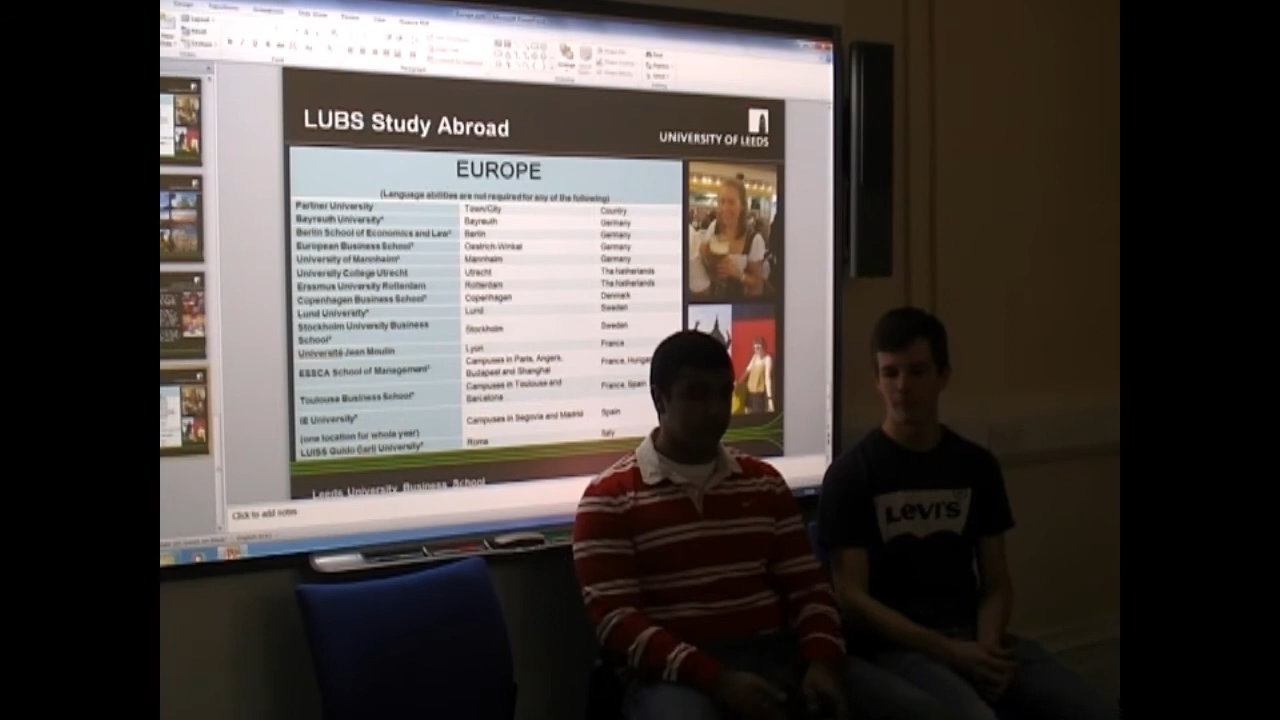 LUBS Study Abroad
UNIVERSITY OF LEEDS
EUROPE
(Language abilities are not required for any of the following)
Partner University Town/City Country
Bayreuth University* Bayreuth Germany
Berlin School of Economics and Law* Berlin Germany
European Business School* Oestrich-Winkel Germany
University of Mannheim* Mannheim Germany
University College Utrecht Utrecht The Netherlands
Erasmus University Rotterdam Rotterdam The Netherlands
Copenhagen Business School* Copenhagen Denmark
Lund University* Lund Sweden
Stockholm University Business Stockholm Sweden
School*
Université Jean Moulin Lyon France
ESSCA School of Management* Campuses in Paris, Angers, France,
Budapest and Shanghai
Toulouse Business School* Campuses in Toulouse and France, Spain
Barcelona
IE University* Campuses in Segovia and Madrid Spain
(one location for whole year)
LUISS Guido Carli University* Rome Italy
Leeds University Business School
Click to add notes
Levi's